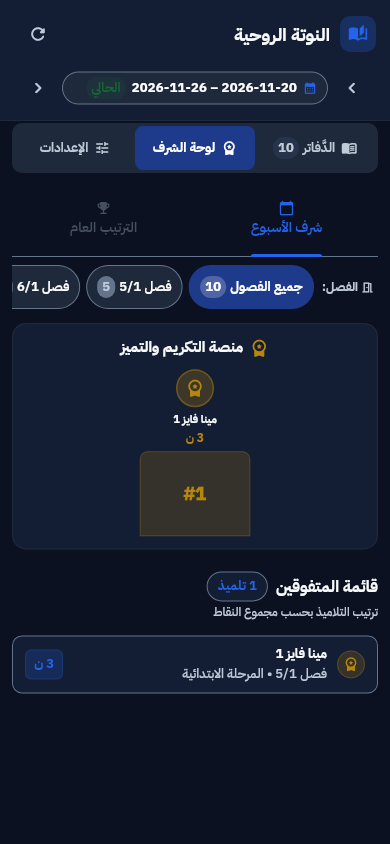 النوتة الروحية
2026-11-20 – 2026-11-26 الحالي
الدَّفاتر 10 لوحة الشرف الإعدادات
شرف الأسبوع الترتيب العام
الفصل: جميع الفصول 10 فصل 5/1 5 فصل 6/1
منصة التكريم والتميز
مينا فايز 1
3 ن
#1
قائمة المتفوقين 1 تلميذ
ترتيب التلاميذ بحسب مجموع النقاط
مينا فايز 1
فصل 5/1 • المرحلة الابتدائية
3 ن